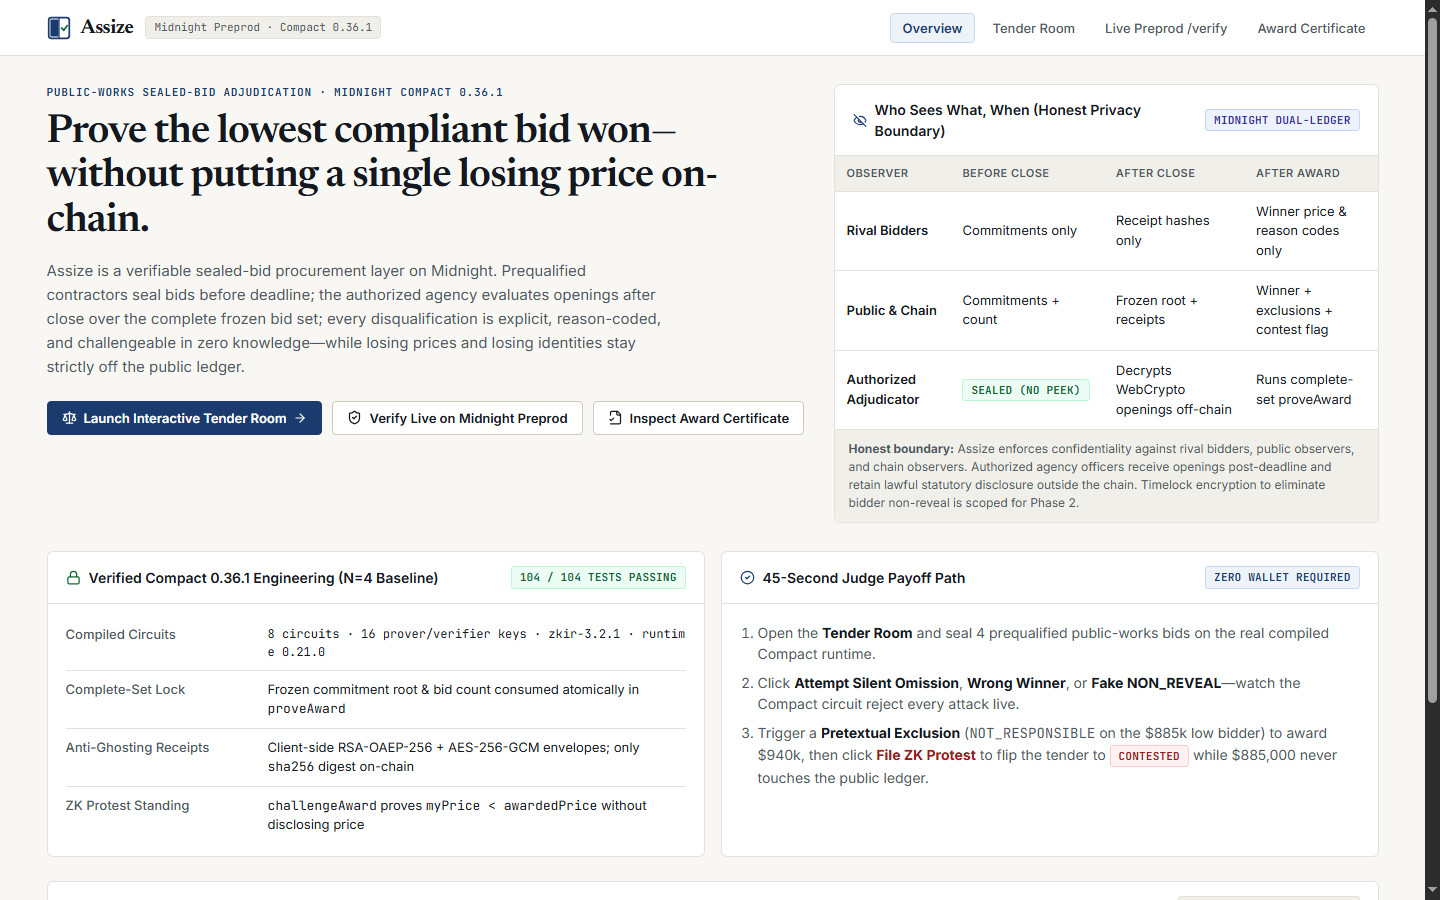 Assize
Midnight Preprod · Compact 0.36.1
Overview
Tender Room
Live Preprod /verify
Award Certificate
PUBLIC-WORKS SEALED-BID ADJUDICATION · MIDNIGHT COMPACT 0.36.1
Prove the lowest compliant bid won—
without putting a single losing price on-
chain.
Assize is a verifiable sealed-bid procurement layer on Midnight. Prequalified
contractors seal bids before deadline; the authorized agency evaluates openings after
close over the complete frozen bid set; every disqualification is explicit, reason-coded,
and challengeable in zero knowledge—while losing prices and losing identities stay
strictly off the public ledger.
Launch Interactive Tender Room →
Verify Live on Midnight Preprod
Inspect Award Certificate
Who Sees What, When (Honest Privacy
Boundary)
MIDNIGHT DUAL-LEDGER
OBSERVER
BEFORE CLOSE
AFTER CLOSE
AFTER AWARD
Rival Bidders
Commitments only
Receipt hashes
only
Winner price &
reason codes
only
Public & Chain
Commitments +
count
Frozen root +
receipts
Winner +
exclusions +
contest flag
Authorized
Adjudicator
SEALED (NO PEEK)
Decrypts
WebCrypto
openings off-chain
Runs complete-
set proveAward
Honest boundary: Assize enforces confidentiality against rival bidders, public observers,
and chain observers. Authorized agency officers receive openings post-deadline and
retain lawful statutory disclosure outside the chain. Timelock encryption to eliminate
bidder non-reveal is scoped for Phase 2.
Verified Compact 0.36.1 Engineering (N=4 Baseline)
104 / 104 TESTS PASSING
Compiled Circuits
8 circuits · 16 prover/verifier keys · zkir-3.2.1 · runtim
e 0.21.0
Complete-Set Lock
Frozen commitment root & bid count consumed atomically in
proveAward
Anti-Ghosting Receipts
Client-side RSA-OAEP-256 + AES-256-GCM envelopes; only
sha256 digest on-chain
ZK Protest Standing
challengeAward proves myPrice < awardedPrice without
disclosing price
45-Second Judge Payoff Path
ZERO WALLET REQUIRED
1. Open the Tender Room and seal 4 prequalified public-works bids on the real compiled
Compact runtime.
2. Click Attempt Silent Omission, Wrong Winner, or Fake NON_REVEAL—watch the
Compact circuit reject every attack live.
3. Trigger a Pretextual Exclusion (NOT_RESPONSIBLE on the $885k low bidder) to award
$940k, then click File ZK Protest to flip the tender to CONTESTED while $885,000 never
touches the public ledger.